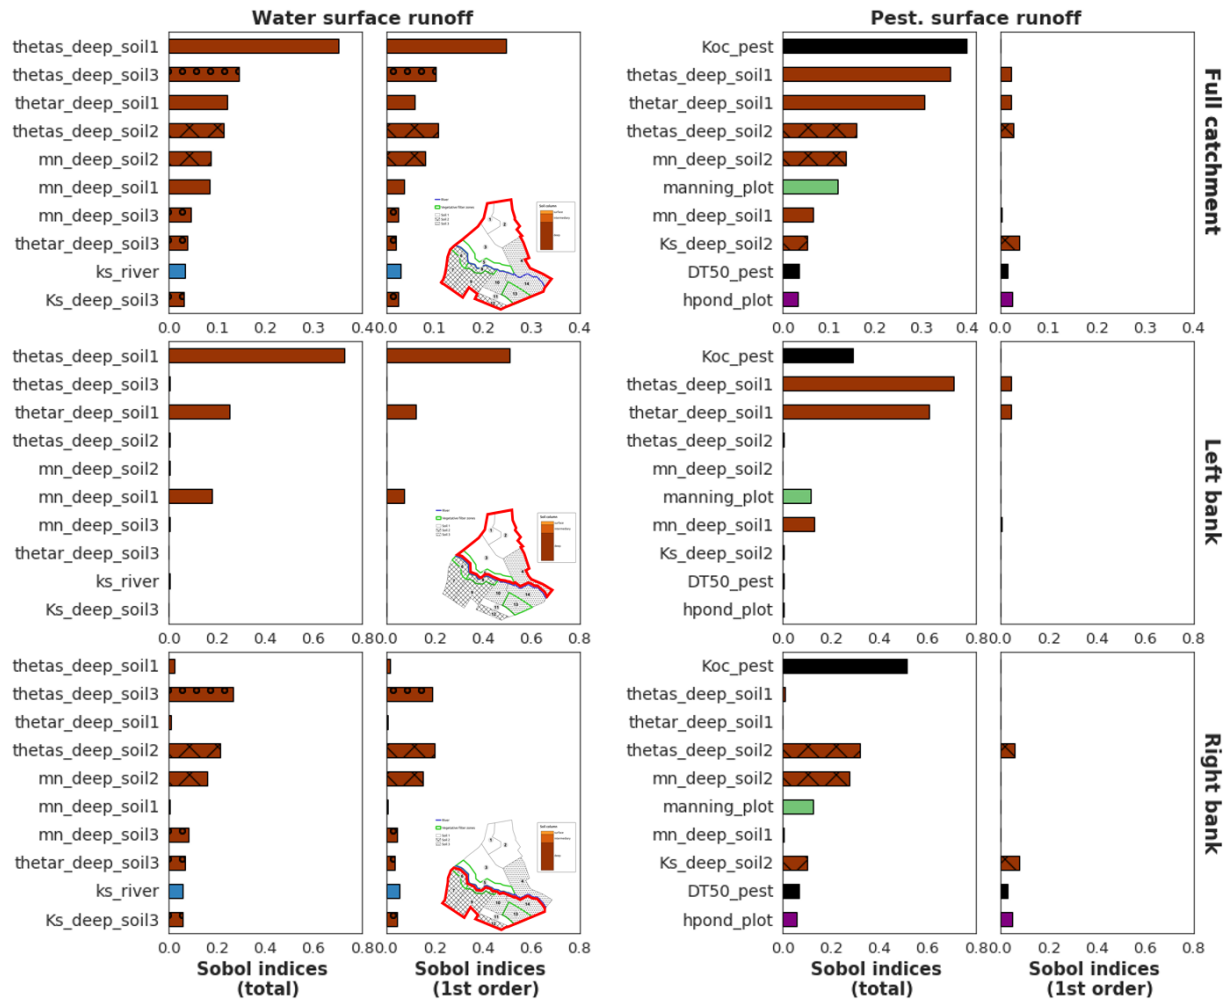 Water surface runoff
Pest. surface runoff
thetas_deep_soil1
thetas_deep_soil3
thetar_deep_soil1
thetas_deep_soil2
mn_deep_soil2
mn_deep_soil1
mn_deep_soil3
thetar_deep_soil3
ks_river
Ks_deep_soil3
0.0 0.1 0.2 0.3 0.4
0.0 0.1 0.2 0.3 0.4
Koc_pest
thetas_deep_soil1
thetar_deep_soil1
thetas_deep_soil2
mn_deep_soil2
manning_plot
mn_deep_soil1
Ks_deep_soil2
DT50_pest
hpond_plot
0.0 0.1 0.2 0.3 0.4
0.0 0.1 0.2 0.3 0.4
Full catchment
thetas_deep_soil1
thetas_deep_soil3
thetar_deep_soil1
thetas_deep_soil2
mn_deep_soil2
mn_deep_soil1
mn_deep_soil3
thetar_deep_soil3
ks_river
Ks_deep_soil3
0.0 0.2 0.4 0.6 0.8
0.0 0.2 0.4 0.6 0.8
Koc_pest
thetas_deep_soil1
thetar_deep_soil1
thetas_deep_soil2
mn_deep_soil2
manning_plot
mn_deep_soil1
Ks_deep_soil2
DT50_pest
hpond_plot
0.0 0.2 0.4 0.6 0.8
0.0 0.2 0.4 0.6 0.8
Left bank
thetas_deep_soil1
thetas_deep_soil3
thetar_deep_soil1
thetas_deep_soil2
mn_deep_soil2
mn_deep_soil1
mn_deep_soil3
thetar_deep_soil3
ks_river
Ks_deep_soil3
0.0 0.2 0.4 0.6 0.8
0.0 0.2 0.4 0.6 0.8
Koc_pest
thetas_deep_soil1
thetar_deep_soil1
thetas_deep_soil2
mn_deep_soil2
manning_plot
mn_deep_soil1
Ks_deep_soil2
DT50_pest
hpond_plot
0.0 0.2 0.4 0.6 0.8
0.0 0.2 0.4 0.6 0.8
Right bank
Sobol indices
(total)
Sobol indices
(1st order)
Sobol indices
(total)
Sobol indices
(1st order)